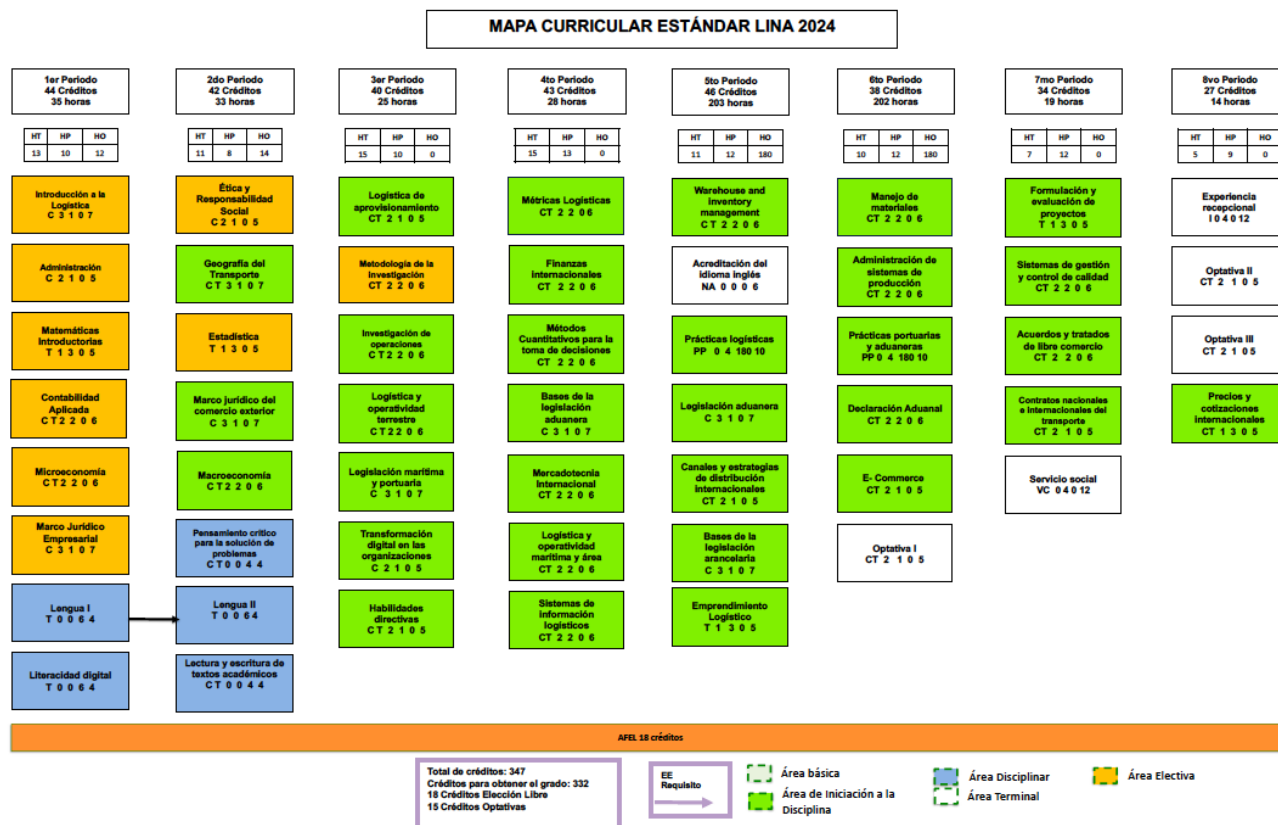 MAPA CURRICULAR ESTÁNDAR LINA 2024
1er Periodo
44 Créditos
35 horas
HT HP HO
13 10 12
Introducción a la
Logística
C 3 1 0 7
Administración
C 2 1 0 5
Matemáticas
Introductorias
T 1 3 0 5
Contabilidad
Aplicada
C T 2 2 0 6
Microeconomía
C T 2 2 0 6
Marco Jurídico
Empresarial
C 3 1 0 7
Lengua I
T 0 0 6 4
Literacidad digital
T 0 0 6 4
2do Periodo
42 Créditos
33 horas
HT HP HO
11 8 14
Ética y
Responsabilidad
Social
C 2 1 0 5
Geografía del
Transporte
CT 3 1 0 7
Estadística
T 1 3 0 5
Marco jurídico del
comercio exterior
C 3 1 0 7
Macroeconomía
C T 2 2 0 6
Pensamiento crítico
para la solución de
problemas
C T 0 0 4 4
Lengua II
T 0 0 6 4
Lectura y escritura de
textos académicos
C T 0 0 4 4
3er Periodo
40 Créditos
25 horas
HT HP HO
15 10 0
Logística de
aprovisionamiento
CT 2 1 0 5
Metodología de la
Investigación
CT 2 2 0 6
Investigación de
operaciones
CT 2 2 0 6
Logística y
operatividad
terrestre
CT 2 2 0 6
Legislación marítima
y portuaria
C 3 1 0 7
Transformación
digital en las
organizaciones
C 2 1 0 5
Habilidades
directivas
CT 2 1 0 5
4to Periodo
43 Créditos
28 horas
HT HP HO
15 13 0
Métricas Logísticas
CT 2 2 0 6
Finanzas
Internacionales
CT 2 2 0 6
Métodos
Cuantitativos para la
toma de decisiones
CT 2 2 0 6
Bases de la
legislación
aduanera
C 3 1 0 7
Mercadotecnia
Internacional
CT 2 2 0 6
Logística y
operatividad
marítima y área
CT 2 2 0 6
Sistemas de
información
logísticos
CT 2 2 0 6
5to Periodo
46 Créditos
203 horas
HT HP HO
11 12 180
Warehouse and
inventory
management
CT 2 2 0 6
Acreditación del
idioma inglés
NA 0 0 0 6
Prácticas logísticas
PP 0 4 180 10
Legislación aduanera
C 3 1 0 7
Canales y estrategias
de distribución
internacionales
CT 2 1 0 5
Bases de la
legislación
arancelaria
C 3 1 0 7
Emprendimiento
Logístico
T 1 3 0 5
6to Periodo
38 Créditos
202 horas
HT HP HO
10 12 180
Manejo de
materiales
CT 2 2 0 6
Administración de
sistemas de
producción
CT 2 2 0 6
Prácticas portuarias
y aduaneras
PP 0 4 180 10
Declaración Aduanal
CT 2 2 0 6
E- Commerce
CT 2 1 0 5
Optativa I
CT 2 1 0 5
7mo Periodo
34 Créditos
19 horas
HT HP HO
7 12 0
Formulación y
evaluación de
proyectos
T 1 3 0 5
Sistemas de gestión
y control de calidad
CT 2 2 0 6
Acuerdos y tratados
de libre comercio
CT 2 2 0 6
Contratos nacionales
e internacionales del
transporte
CT 2 1 0 5
Servicio social
VC 0 4 0 12
8vo Periodo
27 Créditos
14 horas
HT HP HO
5 9 0
Experiencia
recepcional
I 0 4 0 12
Optativa II
CT 2 1 0 5
Optativa III
CT 2 1 0 5
Precios y
cotizaciones
internacionales
CT 1 3 0 5
AFEL 18 créditos
Total de créditos: 347
Créditos para obtener el grado: 332
18 Créditos Elección Libre
15 Créditos Optativas
EE
Requisito
Área básica
Área de Iniciación a la
Disciplina
Área Disciplinar
Área Terminal
Área Electiva